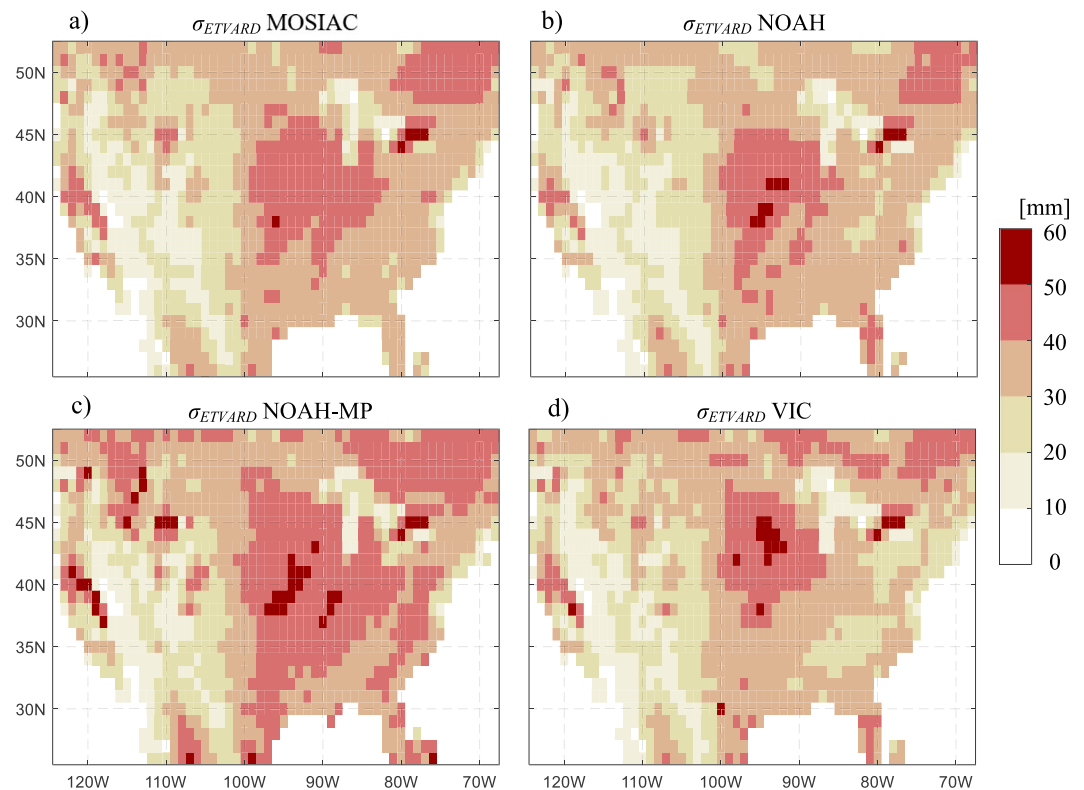 a) σETVARD MOSIAC
b) σETVARD NOAH
50N
45N
40N
35N
30N
[mm]
60
50
40
30
20
10
0
c) σETVARD NOAH-MP
d) σETVARD VIC
50N
45N
40N
35N
30N
120W 110W 100W 90W 80W 70W
120W 110W 100W 90W 80W 70W